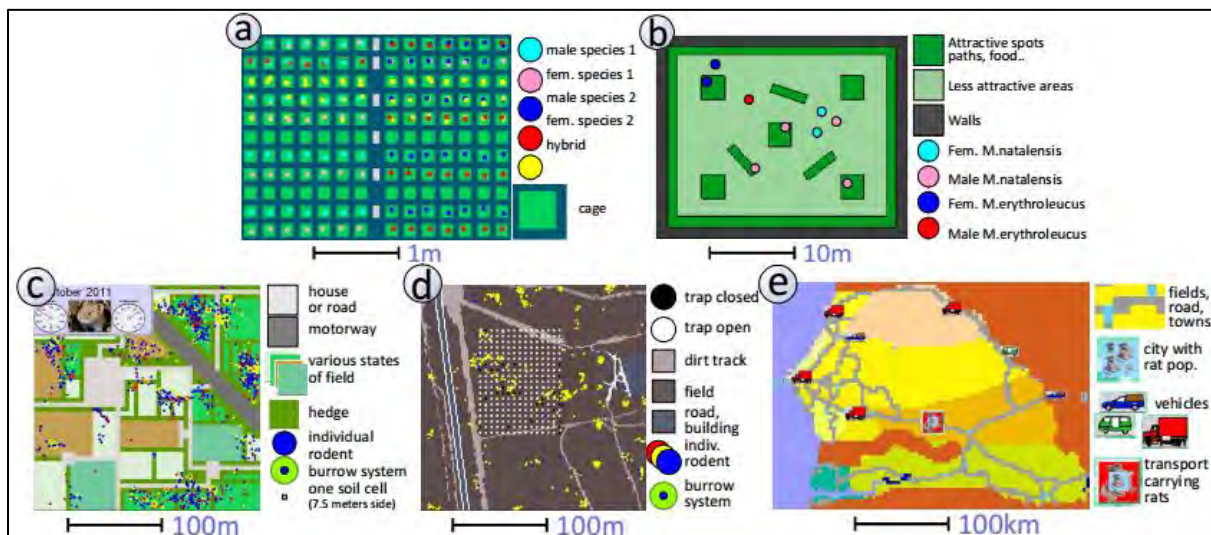 a
male species 1
fem. species 1
male species 2
fem. species 2
hybrid
cage
1m
b
Attractive spots
paths, food..
Less attractive areas
Walls
Fem. M.natalensis
Male M.natalensis
Fem. M.erythroleucus
Male M.erythroleucus
10m
c
tober 2011
house
or road
motorway
various states
of field
hedge
individual
rodent
burrow system
one soil cell
(7.5 meters side)
100m
d
trap closed
trap open
dirt track
field
road,
building
indiv.
rodent
burrow
system
100m
e
fields,
road,
towns
city with
rat pop.
vehicles
transport
carrying
rats
100km